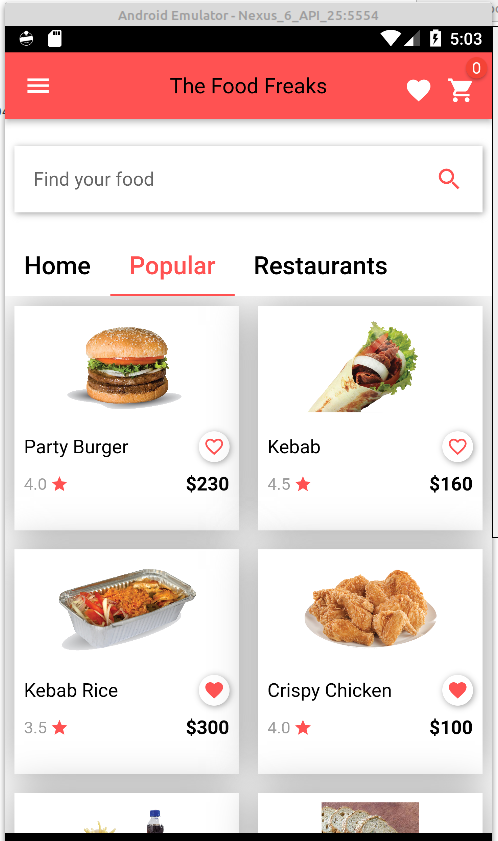 Android Emulator - Nexus_6_API_25:5554
5:03
The Food Freaks
0
Find your food
Home Popular Restaurants
Party Burger
4.0
$230
Kebab
4.5
$160
Kebab Rice
3.5
$300
Crispy Chicken
4.0
$100